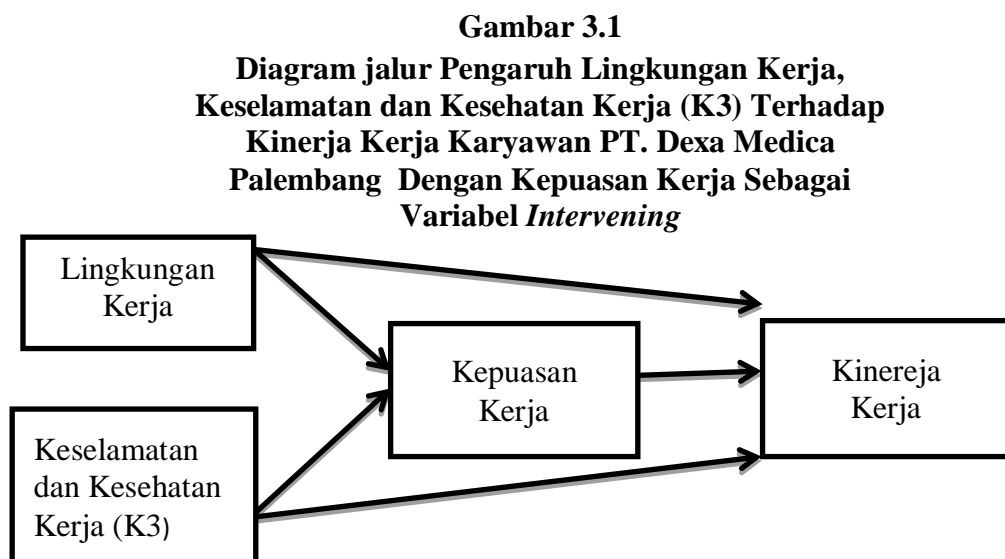 Gambar 3.1
Diagram jalur Pengaruh Lingkungan Kerja,
Keselamatan dan Kesehatan Kerja (K3) Terhadap
Kinerja Kerja Karyawan PT. Dexa Medica
Palembang Dengan Kepuasan Kerja Sebagai
Variabel Intervening
Lingkungan
Kerja
Kepuasan
Kerja
Kinereja
Kerja
Keselamatan
dan Kesehatan
Kerja (K3)